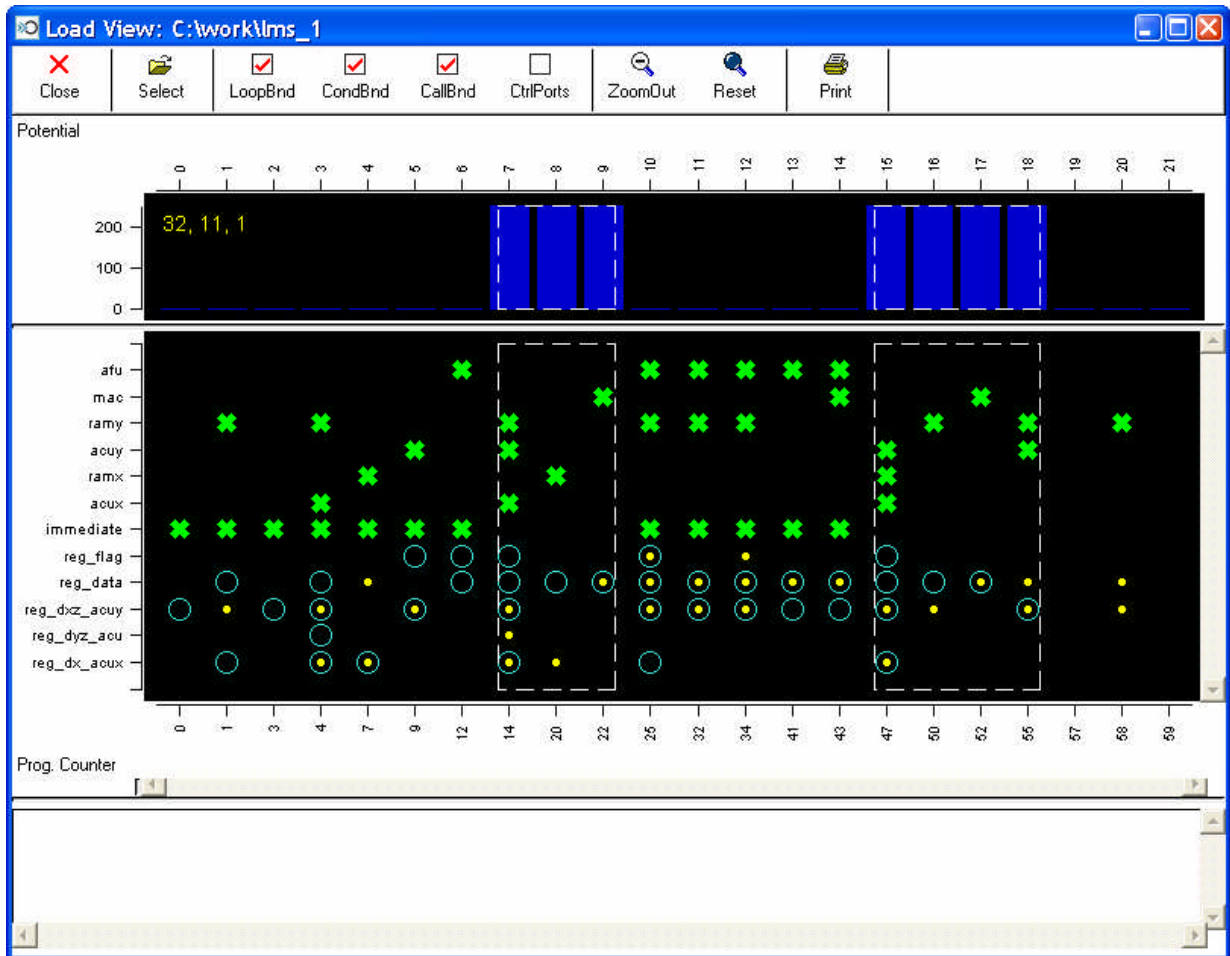 Load View: C:\work\lms_1
Close Select LoopBnd CondBnd CallBnd CtrlPorts ZoomOut Reset Print
Potential
0 1 2 3 4 5 6 7 8 9 10 11 12 13 14 15 16 17 18 19 20 21
32, 11, 1
200
100
0
afu
mac
ramy
acuy
ramx
acux
immediate
reg_flag
reg_data
reg_dxz_acuy
reg_dyz_acu
reg_dx_acux
0 1 3 4 7 9 12 14 20 22 25 32 34 41 43 47 50 52 55 57 58 59
Prog. Counter